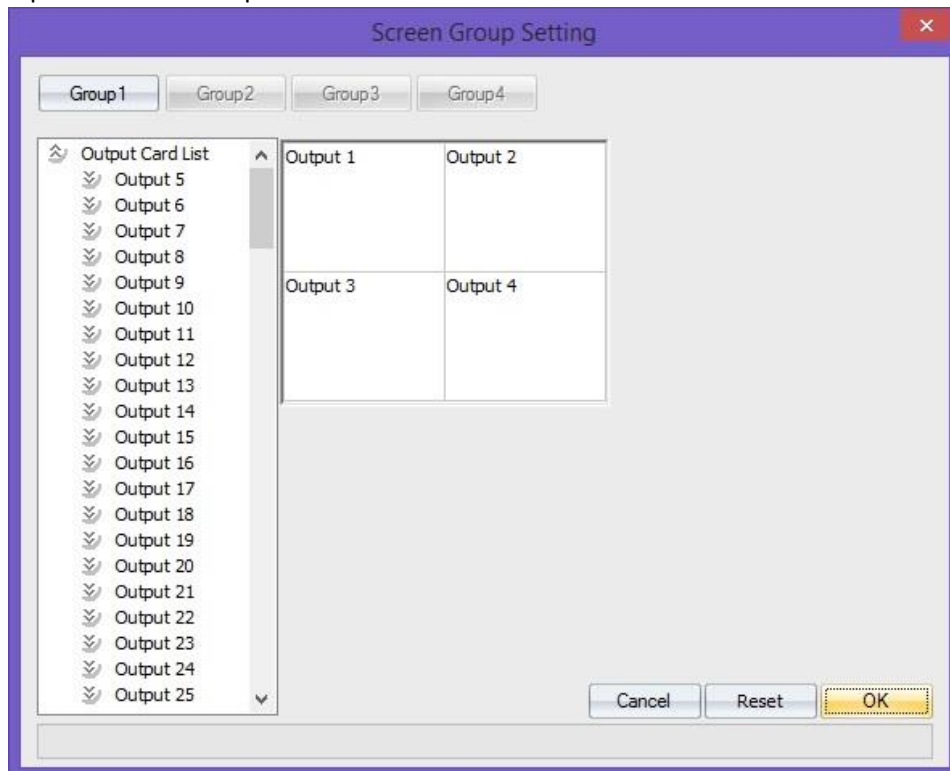 Screen Group Setting
Group1 Group2 Group3 Group4
Output Card List
Output 5
Output 6
Output 7
Output 8
Output 9
Output 10
Output 11
Output 12
Output 13
Output 14
Output 15
Output 16
Output 17
Output 18
Output 19
Output 20
Output 21
Output 22
Output 23
Output 24
Output 25
Output 1 Output 2
Output 3 Output 4
Cancel Reset OK